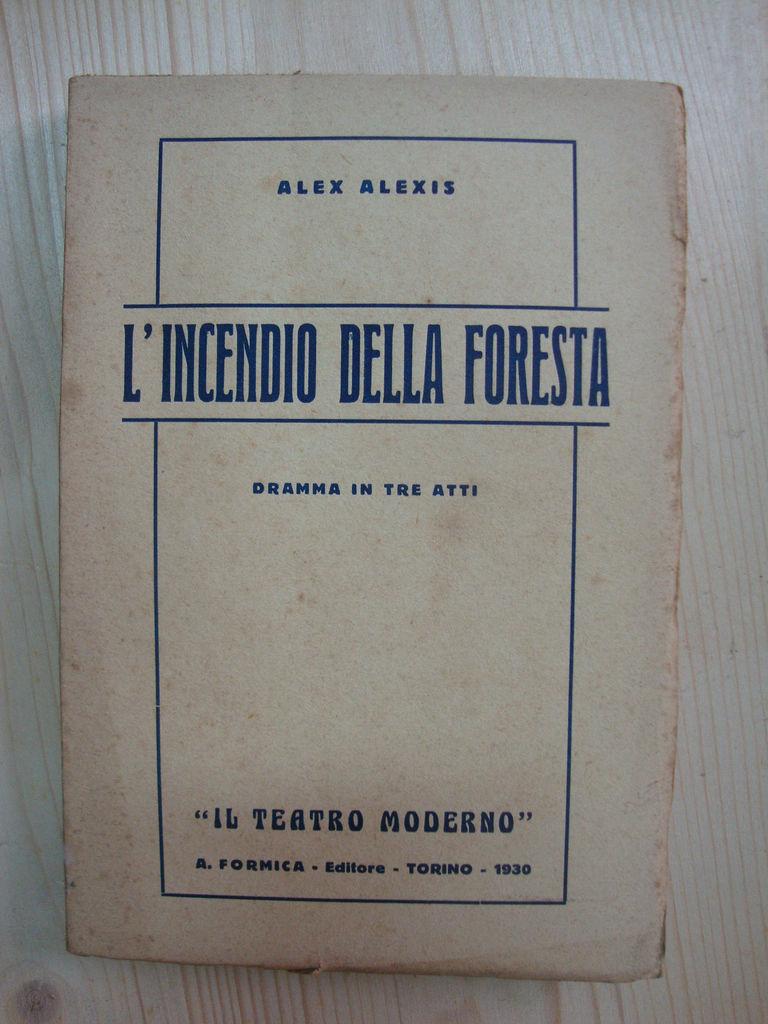 ALEX ALEXIS
L'INCENDIO DELLA FORESTA
DRAMMA IN TRE ATTI
“IL TEATRO MODERNO”
A. FORMICA - Editore - TORINO - 1930